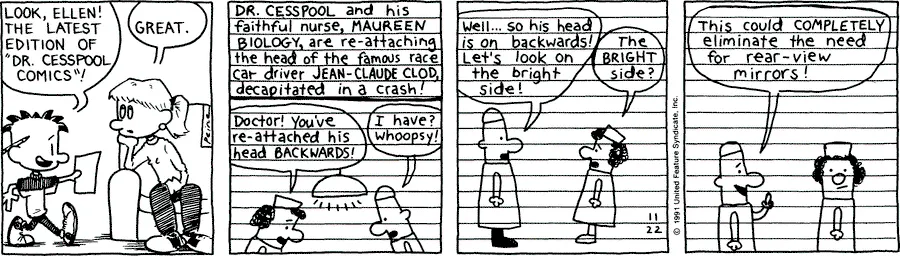 LOOK, ELLEN!
THE LATEST
EDITION OF
"DR. CESSPOOL
COMICS"!
GREAT.
DR. CESSPOOL and his
faithful nurse, MAUREEN
BIOLOGY, are re-attaching
the head of the famous race
car driver JEAN-CLAUDE CLOD,
decapitated in a crash!
Doctor! You've
re-attached his
head BACKWARDS!
I have?
Whoopsy!
Well... so his head
is on backwards!
Let's look on
the bright
side!
The
BRIGHT
side?
11
22
© 1991 United Feature Syndicate, Inc.
This could COMPLETELY
eliminate the need
for rear-view
mirrors!